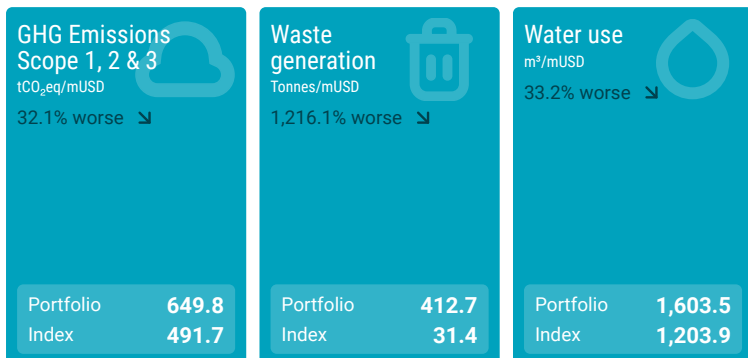 GHG Emissions
Scope 1, 2 & 3
tCO₂eq/mUSD
32.1% worse
Portfolio 649.8
Index 491.7
Waste
generation
Tonnes/mUSD
1,216.1% worse
Portfolio 412.7
Index 31.4
Water use
m³/mUSD
33.2% worse
Portfolio 1,603.5
Index 1,203.9